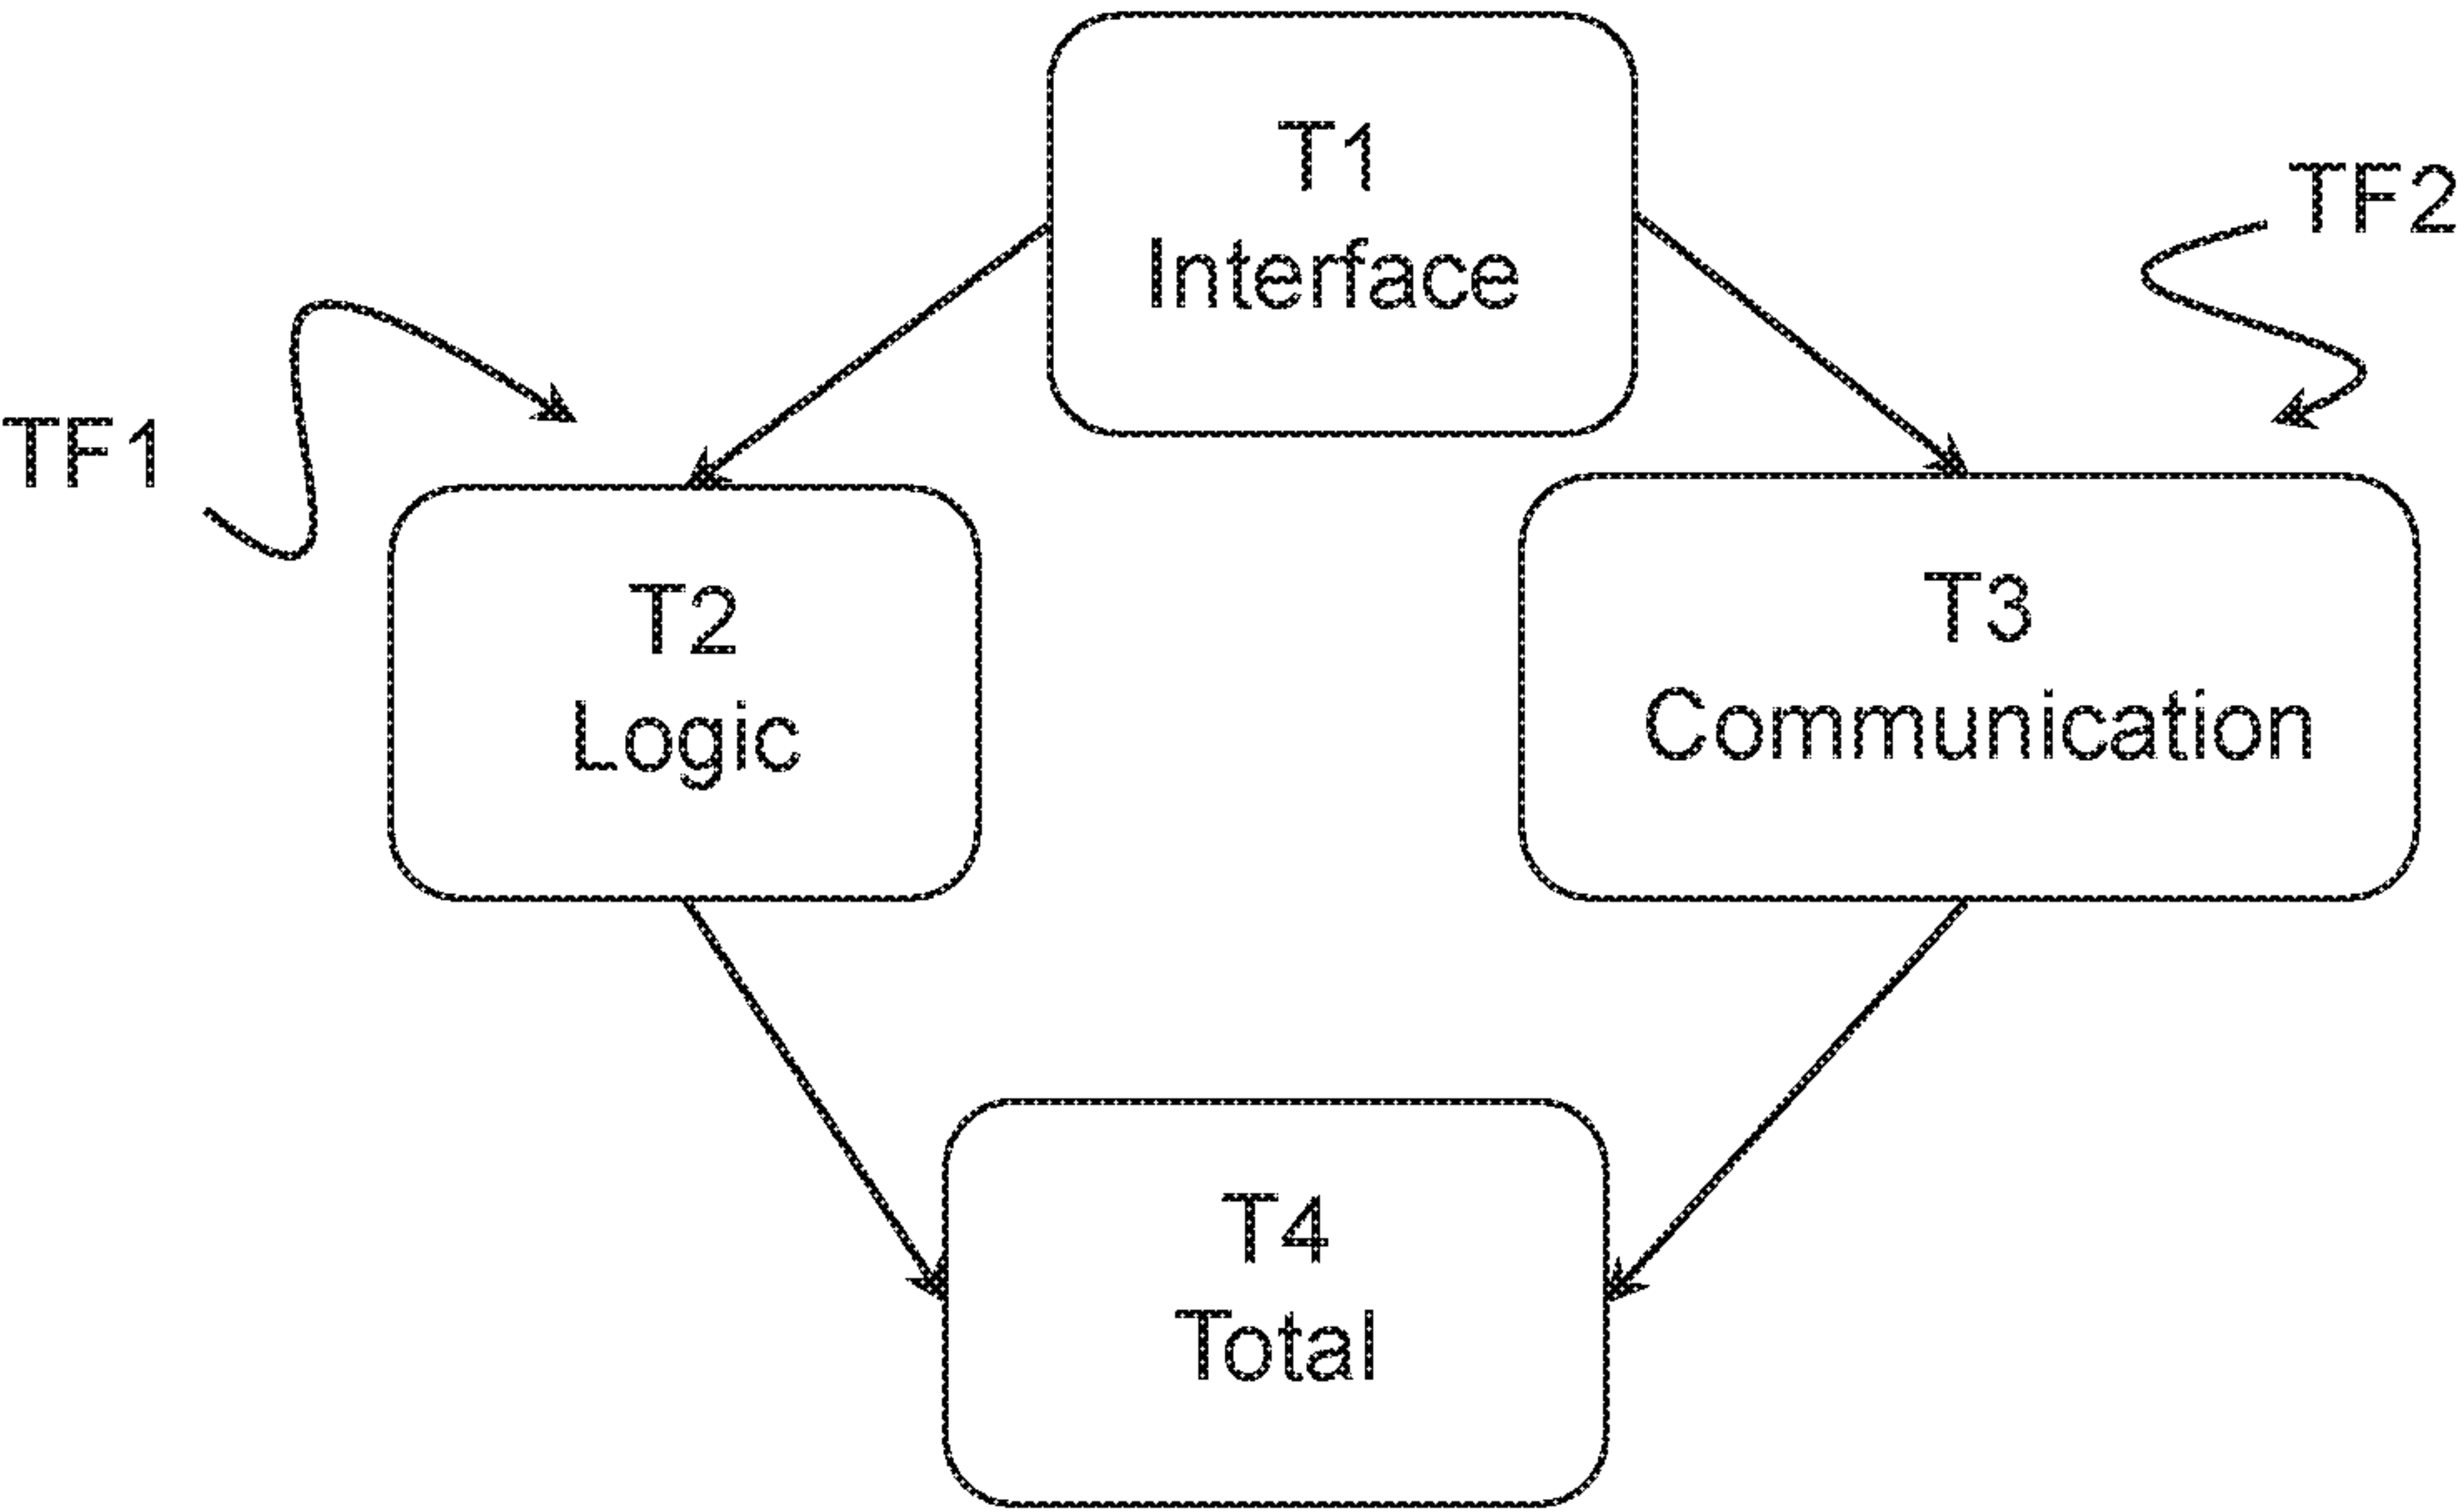 T1
Interface
TF2
TF1
T2
Logic
T3
Communication
T4
Total